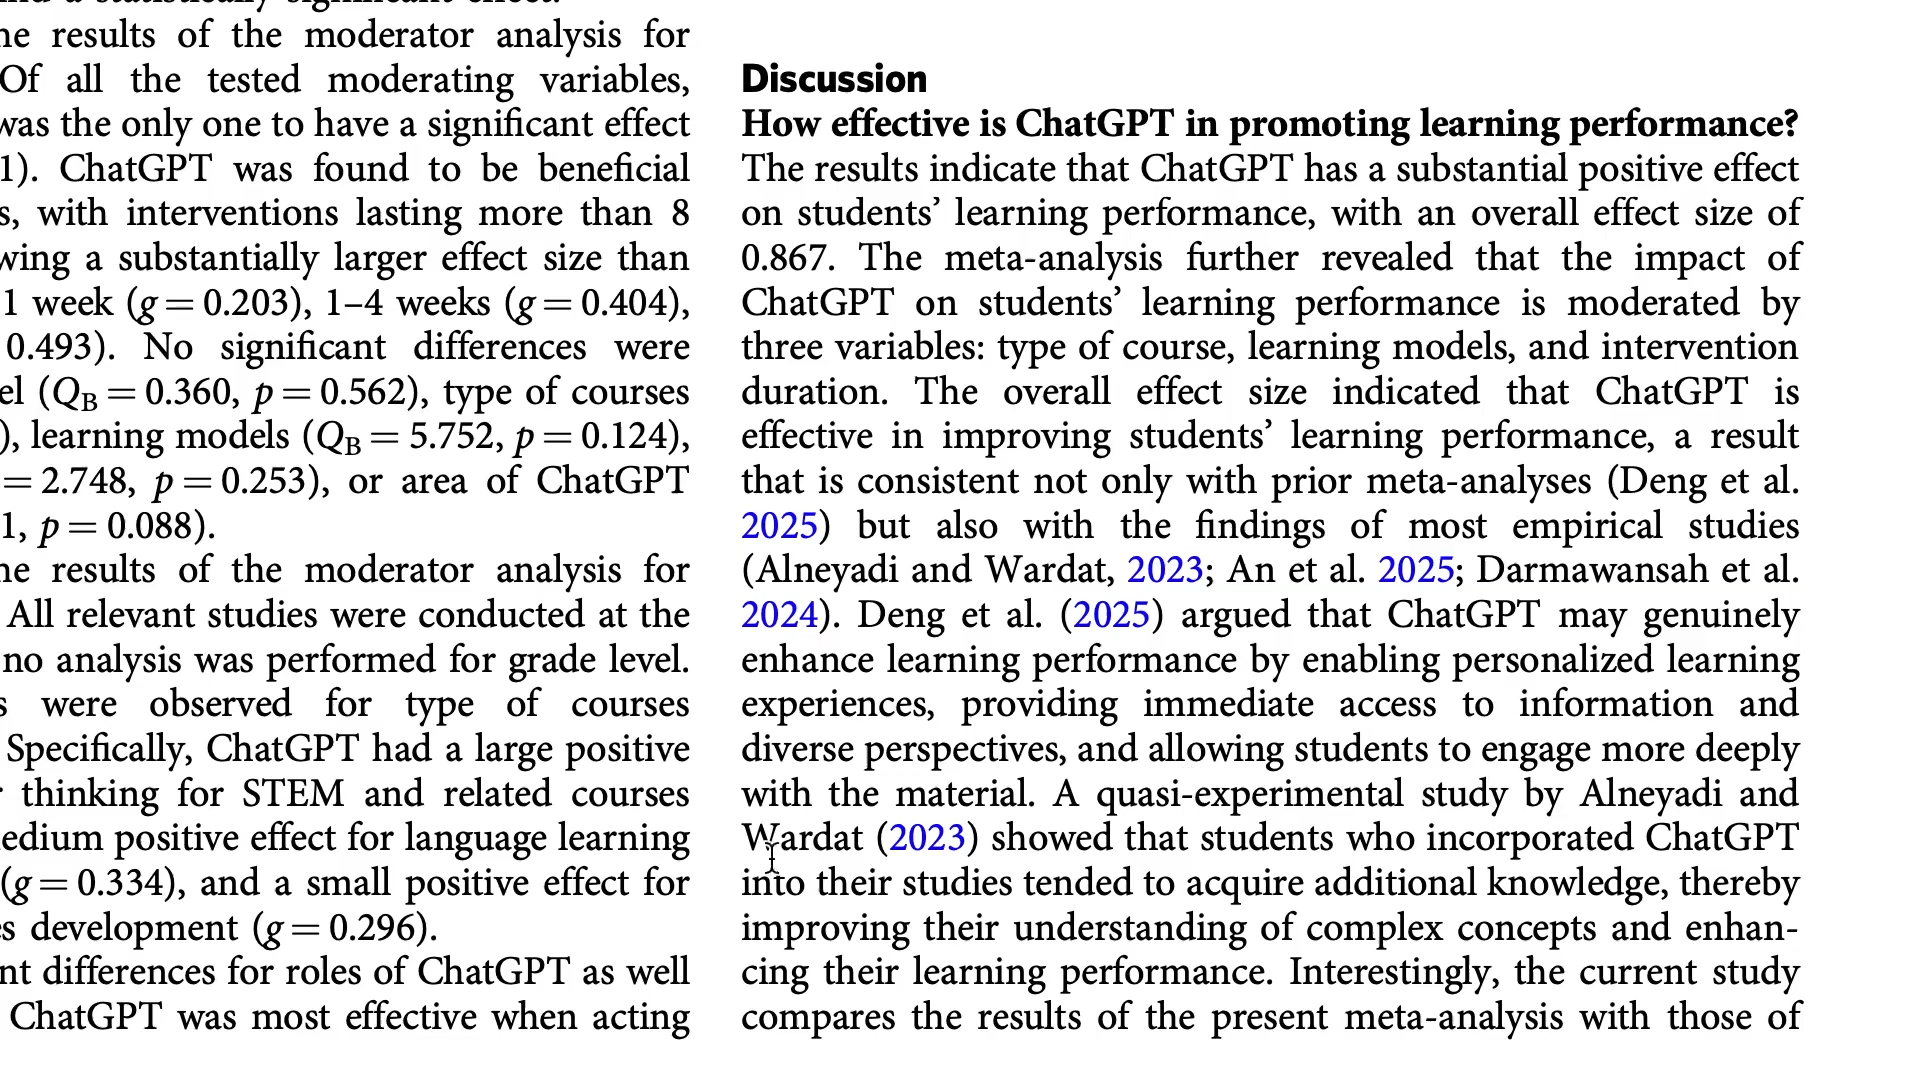 he results of the moderator analysis for
Of all the tested moderating variables,
was the only one to have a significant effect
1). ChatGPT was found to be beneficial
s, with interventions lasting more than 8
wing a substantially larger effect size than
1 week (g = 0.203), 1–4 weeks (g = 0.404),
0.493). No significant differences were
el (QB = 0.360, p = 0.562), type of courses
), learning models (QB = 5.752, p = 0.124),
= 2.748, p = 0.253), or area of ChatGPT
1, p = 0.088).
he results of the moderator analysis for
All relevant studies were conducted at the
no analysis was performed for grade level.
s were observed for type of courses
Specifically, ChatGPT had a large positive
r thinking for STEM and related courses
edium positive effect for language learning
(g = 0.334), and a small positive effect for
es development (g = 0.296).
nt differences for roles of ChatGPT as well
ChatGPT was most effective when acting
Discussion
How effective is ChatGPT in promoting learning performance?
The results indicate that ChatGPT has a substantial positive effect
on students’ learning performance, with an overall effect size of
0.867. The meta-analysis further revealed that the impact of
ChatGPT on students’ learning performance is moderated by
three variables: type of course, learning models, and intervention
duration. The overall effect size indicated that ChatGPT is
effective in improving students’ learning performance, a result
that is consistent not only with prior meta-analyses (Deng et al.
2025) but also with the findings of most empirical studies
(Alneyadi and Wardat, 2023; An et al. 2025; Darmawansah et al.
2024). Deng et al. (2025) argued that ChatGPT may genuinely
enhance learning performance by enabling personalized learning
experiences, providing immediate access to information and
diverse perspectives, and allowing students to engage more deeply
with the material. A quasi-experimental study by Alneyadi and
Wardat (2023) showed that students who incorporated ChatGPT
into their studies tended to acquire additional knowledge, thereby
improving their understanding of complex concepts and enhan-
cing their learning performance. Interestingly, the current study
compares the results of the present meta-analysis with those of